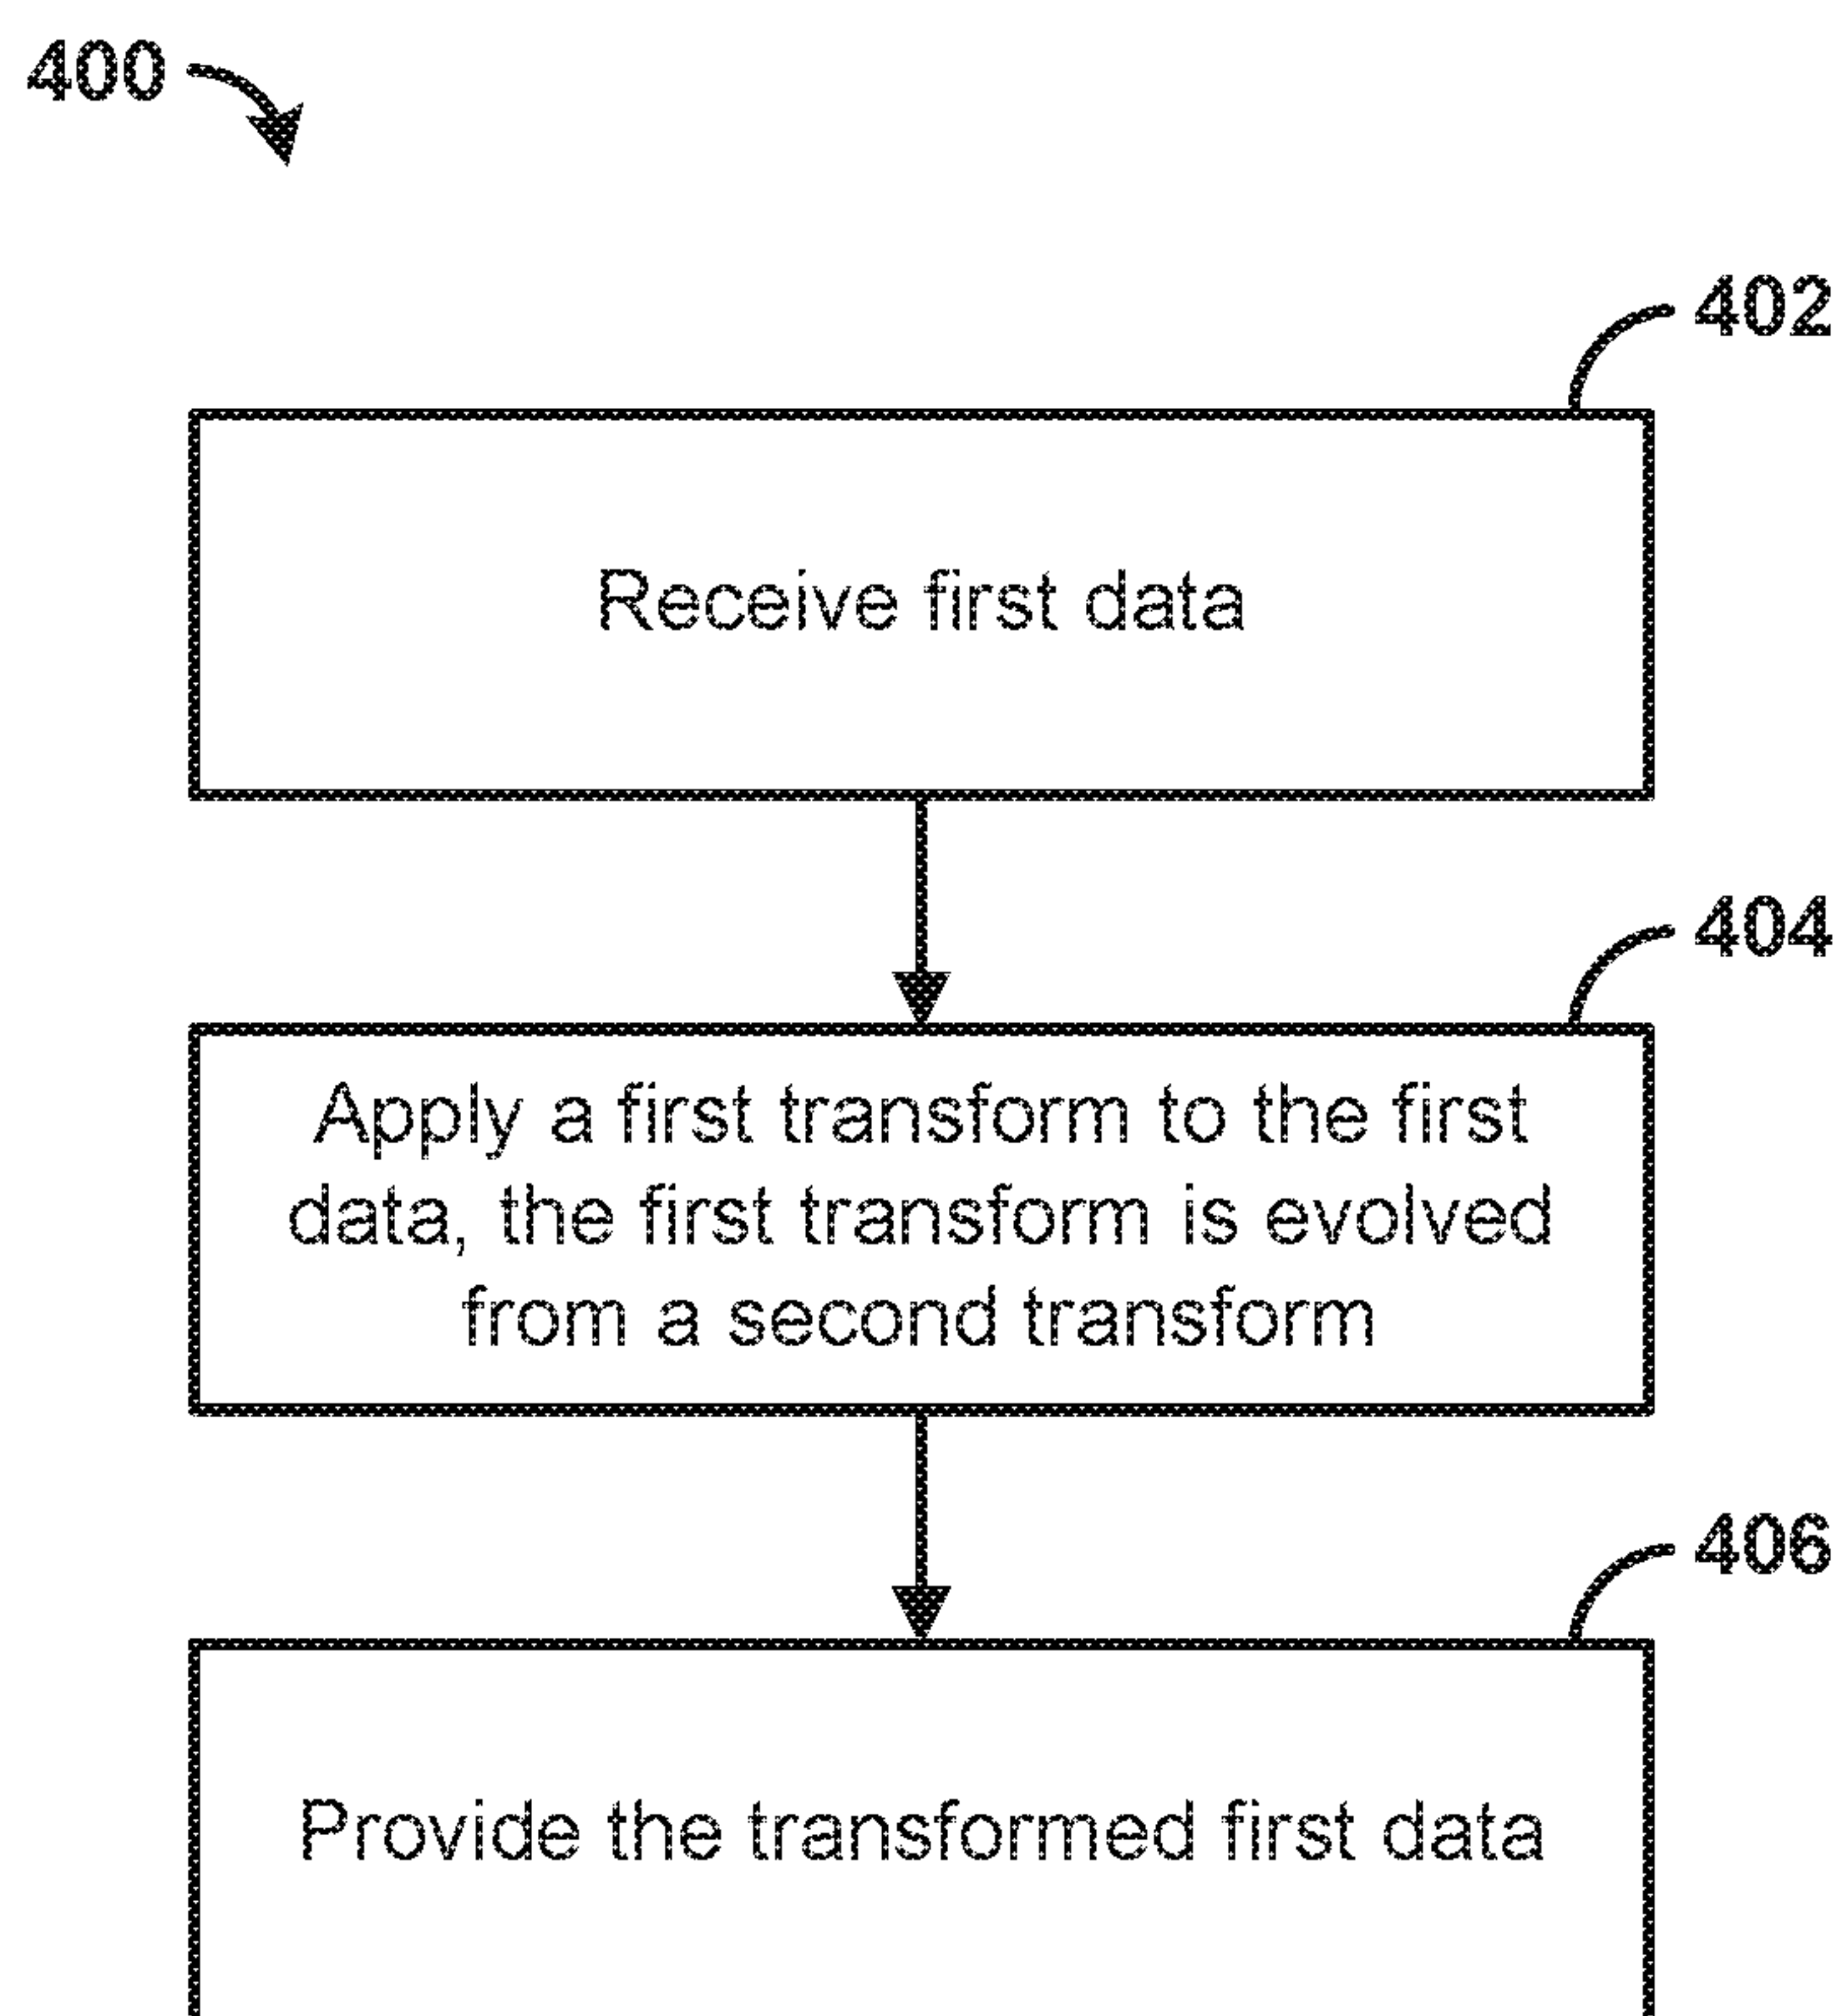 400
402
Receive first data
404
Apply a first transform to the first
data, the first transform is evolved
from a second transform
406
Provide the transformed first data